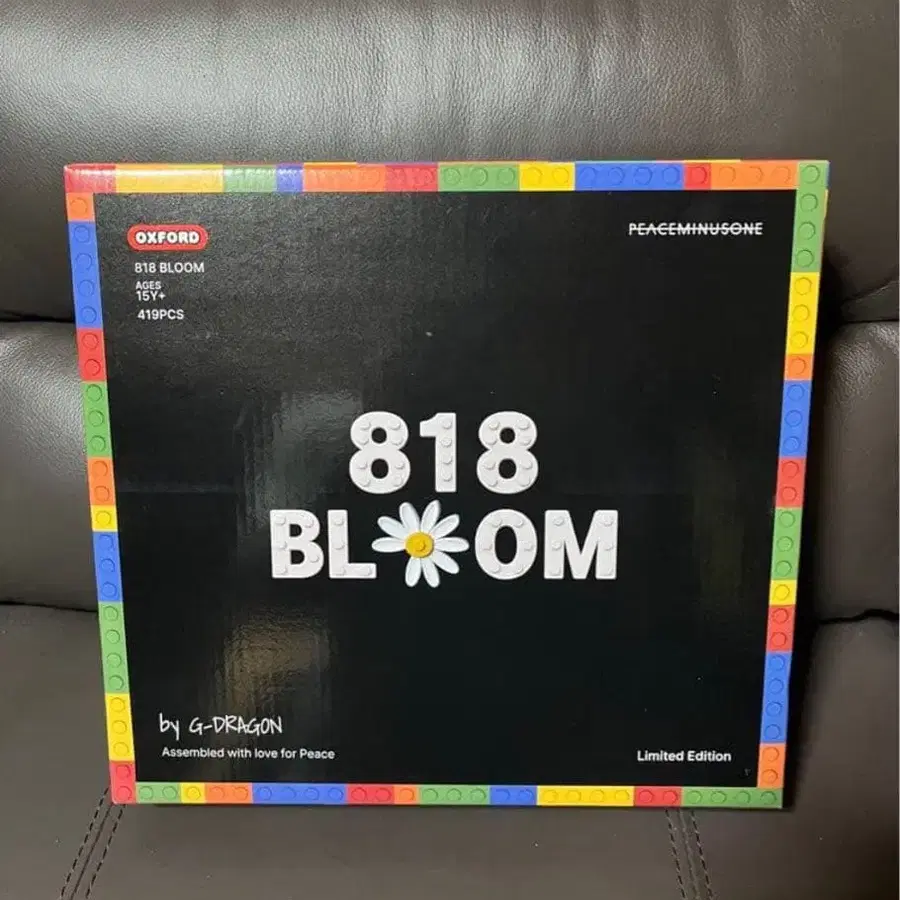 OXFORD
PEACEMINUSONE
818 BLOOM
AGES
15Y+
419PCS
818
BLOOM
by G-DRAGON
Assembled with love for Peace
Limited Edition